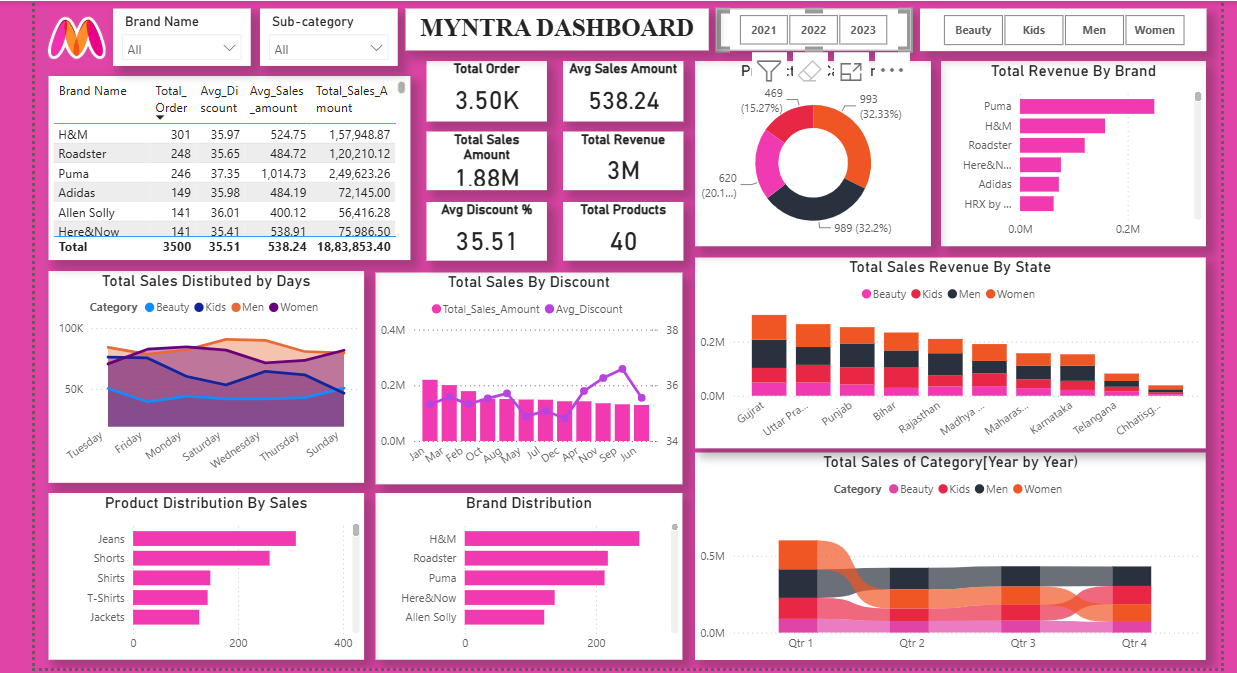 Brand Name
All
Sub-category
All
MYNTRA DASHBOARD
2021 2022 2023
Beauty Kids Men Women
Brand Name Total_ Order Avg_Di scount Avg_Sales _amount Total_Sales_A mount
H&M 301 35.97 524.75 1,57,948.87
Roadster 248 35.65 484.72 1,20,210.12
Puma 246 37.35 1,014.73 2,49,623.26
Adidas 149 35.98 484.19 72,145.00
Allen Solly 141 36.01 400.12 56,416.28
Here&Now 141 35.41 538.91 75,986.50
Total 3500 35.51 538.24 18,83,853.40
Total Order
3.50K
Avg Sales Amount
538.24
Total Sales
Amount
1.88M
Total Revenue
3M
Avg Discount %
35.51
Total Products
40
469
(15.27%)
993
(32.33%)
620
(20.1...)
989 (32.2%)
Total Revenue By Brand
Puma
H&M
Roadster
Here&N...
Adidas
HRX by ...
0.0M 0.2M
Total Sales Distibuted by Days
Category Beauty Kids Men Women
100K
50K
Tuesday Friday Monday Saturday Wednesday Thursday Sunday
Total Sales By Discount
Total_Sales_Amount Avg_Discount
0.4M 38
0.2M 36
0.0M 34
Jan Mar Feb Oct Aug May Jul Dec Apr Nov Sep Jun
Total Sales Revenue By State
Beauty Kids Men Women
0.2M
0.0M
Gujrat Uttar Pra... Punjab Bihar Rajasthan Madhya ... Maharas... Karnataka Telangana Chhatisg...
Product Distribution By Sales
Jeans
Shorts
Shirts
T-Shirts
Jackets
0 200 400
Brand Distribution
H&M
Roadster
Puma
Here&Now
Allen Solly
0 200
Total Sales of Category[Year by Year)
Category Beauty Kids Men Women
0.5M
0.0M
Qtr 1 Qtr 2 Qtr 3 Qtr 4